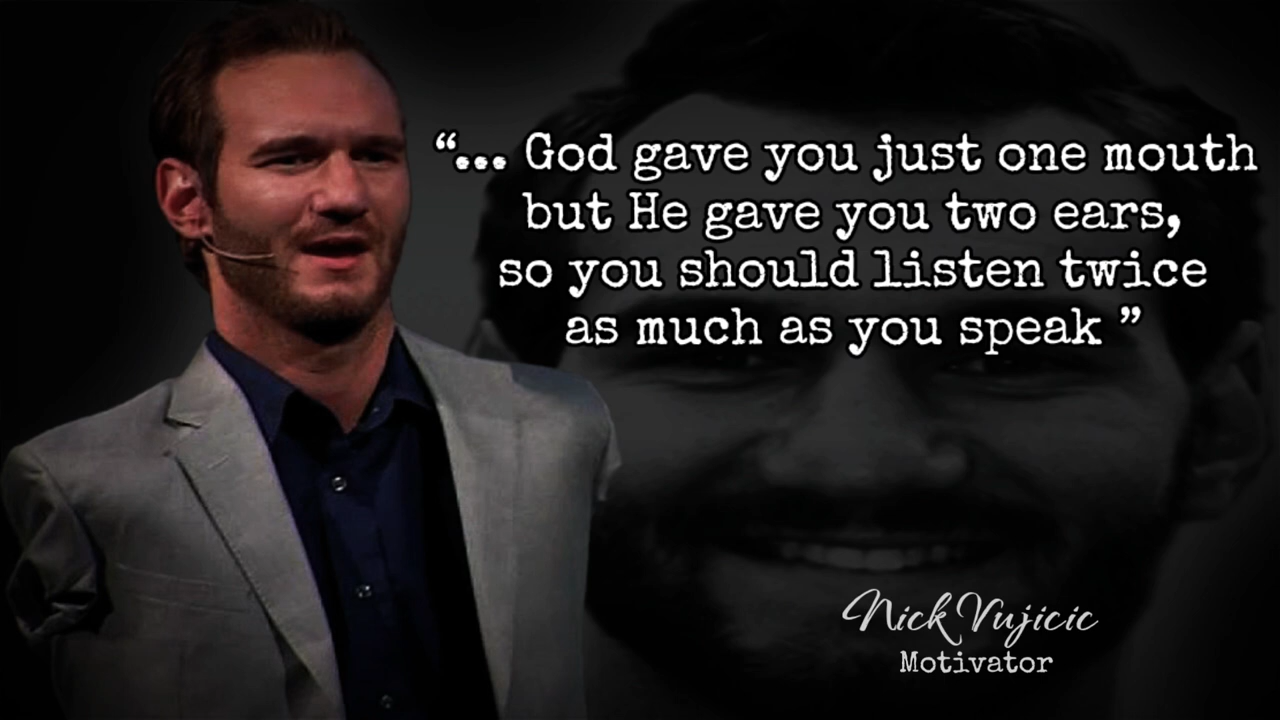 “... God gave you just one mouth
but He gave you two ears,
so you should listen twice
as much as you speak ”
Nick Vujicic
Motivator